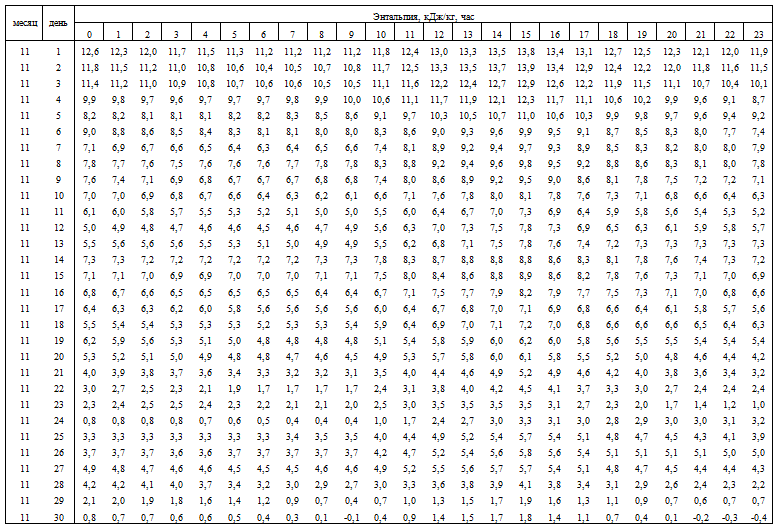 месяц день Энтальпия, кДж/кг, час
0 1 2 3 4 5 6 7 8 9 10 11 12 13 14 15 16 17 18 19 20 21 22 23
11 1 12,6 12,3 12,0 11,7 11,5 11,3 11,2 11,2 11,2 11,2 11,8 12,4 13,0 13,3 13,5 13,8 13,4 13,1 12,7 12,5 12,3 12,1 12,0 11,9
11 2 11,8 11,5 11,2 11,0 10,8 10,6 10,4 10,5 10,7 10,8 11,7 12,5 13,3 13,5 13,7 13,9 13,4 12,9 12,4 12,2 12,0 11,8 11,6 11,5
11 3 11,4 11,2 11,0 10,9 10,8 10,7 10,6 10,6 10,5 10,5 11,1 11,6 12,2 12,4 12,7 12,9 12,6 12,2 11,9 11,5 11,1 10,7 10,4 10,1
11 4 9,9 9,8 9,7 9,6 9,7 9,7 9,7 9,8 9,9 10,0 10,6 11,1 11,7 11,9 12,1 12,3 11,7 11,1 10,6 10,2 9,9 9,6 9,1 8,7
11 5 8,2 8,2 8,1 8,1 8,1 8,2 8,2 8,3 8,5 8,6 9,1 9,7 10,3 10,5 10,7 11,0 10,6 10,3 9,9 9,8 9,7 9,6 9,4 9,2
11 6 9,0 8,8 8,6 8,5 8,4 8,3 8,1 8,1 8,0 8,0 8,3 8,6 9,0 9,3 9,6 9,9 9,5 9,1 8,7 8,5 8,3 8,0 7,7 7,4
11 7 7,1 6,9 6,7 6,6 6,5 6,4 6,3 6,4 6,5 6,6 7,4 8,1 8,9 9,2 9,4 9,7 9,3 8,9 8,5 8,3 8,2 8,0 8,0 7,9
11 8 7,8 7,7 7,6 7,5 7,6 7,6 7,6 7,7 7,8 7,8 8,3 8,8 9,2 9,4 9,6 9,8 9,5 9,2 8,8 8,6 8,3 8,1 8,0 7,8
11 9 7,6 7,4 7,1 6,9 6,8 6,7 6,7 6,7 6,8 6,8 7,4 8,0 8,6 8,9 9,2 9,5 9,0 8,6 8,1 7,8 7,5 7,2 7,2 7,1
11 10 7,0 7,0 6,9 6,8 6,7 6,6 6,4 6,3 6,2 6,1 6,6 7,1 7,6 7,8 8,0 8,1 7,8 7,6 7,3 7,1 6,8 6,6 6,4 6,3
11 11 6,1 6,0 5,8 5,7 5,5 5,3 5,2 5,1 5,0 5,0 5,5 6,0 6,4 6,7 7,0 7,3 6,9 6,4 5,9 5,8 5,6 5,4 5,3 5,2
11 12 5,0 4,9 4,8 4,7 4,6 4,6 4,5 4,6 4,7 4,9 5,6 6,3 7,0 7,3 7,5 7,8 7,3 6,9 6,5 6,3 6,1 5,9 5,8 5,7
11 13 5,5 5,6 5,6 5,6 5,5 5,3 5,1 5,0 4,9 4,9 5,5 6,2 6,8 7,1 7,5 7,8 7,6 7,4 7,2 7,3 7,3 7,3 7,3 7,3
11 14 7,3 7,3 7,2 7,2 7,2 7,2 7,2 7,2 7,3 7,3 7,8 8,3 8,7 8,8 8,8 8,8 8,6 8,3 8,1 7,8 7,6 7,4 7,3 7,2
11 15 7,1 7,1 7,0 6,9 6,9 7,0 7,0 7,0 7,1 7,1 7,5 8,0 8,4 8,6 8,8 8,9 8,6 8,2 7,8 7,6 7,3 7,1 7,0 6,9
11 16 6,8 6,7 6,6 6,5 6,5 6,5 6,5 6,5 6,4 6,4 6,7 7,1 7,5 7,7 7,9 8,2 7,9 7,7 7,5 7,3 7,1 7,0 6,8 6,6
11 17 6,4 6,3 6,3 6,2 6,0 5,8 5,6 5,6 5,6 5,6 6,0 6,4 6,7 6,8 7,0 7,1 6,9 6,8 6,6 6,4 6,1 5,8 5,7 5,6
11 18 5,5 5,4 5,4 5,3 5,3 5,3 5,2 5,3 5,3 5,4 5,9 6,4 6,9 7,0 7,1 7,2 7,0 6,8 6,6 6,6 6,6 6,5 6,4 6,3
11 19 6,2 5,9 5,6 5,3 5,1 5,0 4,8 4,8 4,8 4,8 5,1 5,4 5,8 5,9 6,0 6,2 6,0 5,8 5,6 5,5 5,5 5,4 5,4 5,4
11 20 5,3 5,2 5,1 5,0 4,9 4,8 4,8 4,7 4,6 4,5 4,9 5,3 5,7 5,8 6,0 6,1 5,8 5,5 5,2 5,0 4,8 4,6 4,4 4,2
11 21 4,0 3,9 3,8 3,7 3,6 3,4 3,3 3,2 3,2 3,1 3,5 4,0 4,4 4,6 4,9 5,2 4,9 4,6 4,2 4,0 3,8 3,6 3,4 3,2
11 22 3,0 2,7 2,5 2,3 2,1 1,9 1,7 1,7 1,7 1,7 2,4 3,1 3,8 4,0 4,2 4,5 4,1 3,7 3,3 3,0 2,7 2,4 2,4 2,4
11 23 2,3 2,4 2,5 2,5 2,4 2,3 2,2 2,1 2,1 2,0 2,5 3,0 3,5 3,5 3,5 3,5 3,1 2,7 2,3 2,0 1,7 1,4 1,2 1,0
11 24 0,8 0,8 0,8 0,8 0,7 0,6 0,5 0,4 0,4 0,4 1,0 1,7 2,4 2,7 3,0 3,3 3,1 3,0 2,8 2,9 3,0 3,0 3,1 3,2
11 25 3,3 3,3 3,3 3,3 3,3 3,3 3,3 3,4 3,5 3,5 4,0 4,4 4,9 5,2 5,4 5,7 5,4 5,1 4,8 4,7 4,5 4,3 4,1 3,9
11 26 3,7 3,7 3,7 3,6 3,6 3,7 3,7 3,7 3,7 3,7 4,2 4,7 5,2 5,4 5,6 5,8 5,6 5,4 5,1 5,1 5,1 5,1 5,0 5,0
11 27 4,9 4,8 4,7 4,6 4,6 4,5 4,5 4,5 4,6 4,6 4,9 5,2 5,5 5,6 5,7 5,7 5,4 5,1 4,8 4,7 4,5 4,4 4,4 4,3
11 28 4,2 4,2 4,1 4,0 3,7 3,4 3,2 3,0 2,9 2,7 3,0 3,3 3,6 3,8 3,9 4,1 3,8 3,4 3,1 2,9 2,6 2,4 2,3 2,2
11 29 2,1 2,0 1,9 1,8 1,6 1,4 1,2 0,9 0,7 0,4 0,7 1,0 1,3 1,5 1,7 1,9 1,6 1,3 1,1 0,9 0,7 0,6 0,7 0,7
11 30 0,8 0,7 0,7 0,6 0,6 0,5 0,4 0,3 0,1 -0,1 0,4 0,9 1,4 1,5 1,7 1,8 1,4 1,1 0,7 0,4 0,1 -0,2 -0,3 -0,4